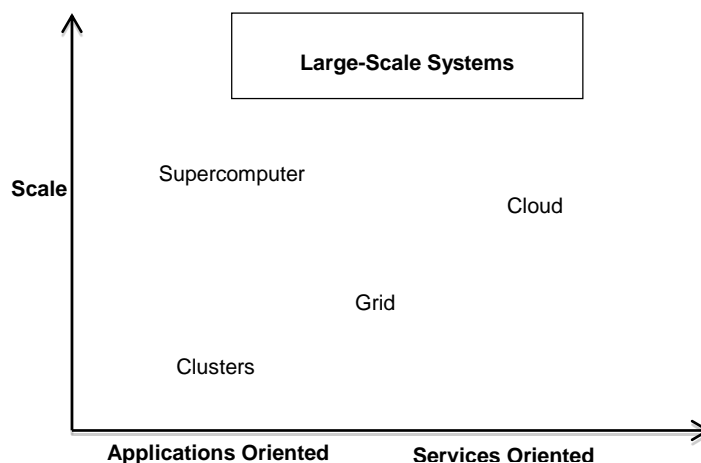 Large-Scale Systems
Supercomputer
Scale
Cloud
Grid
Clusters
Applications Oriented
Services Oriented